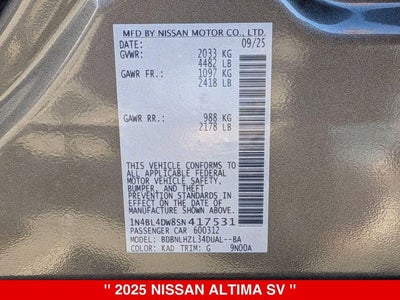 MFD BY NISSAN MOTOR CO., LTD.
DATE: 09/25
GVWR: 2033 KG
4482 LB
GAWR FR.: 1097 KG
2418 LB
GAWR RR.: 988 KG
2178 LB
THIS VEHICLE CONFORMS TO
ALL APPLICABLE FEDERAL
MOTOR VEHICLE SAFETY,
BUMPER, AND THEFT
PREVENTION STANDARDS IN
EFFECT ON THE DATE OF
MANUFACTURE SHOWN ABOVE.
1N4BL4DW8SN417531
PASSENGER CAR 600312
MODEL: BDBNLHZL34DUAL--BA
COLOR: KAD TRIM: G 9N00A
" 2025 NISSAN ALTIMA SV "